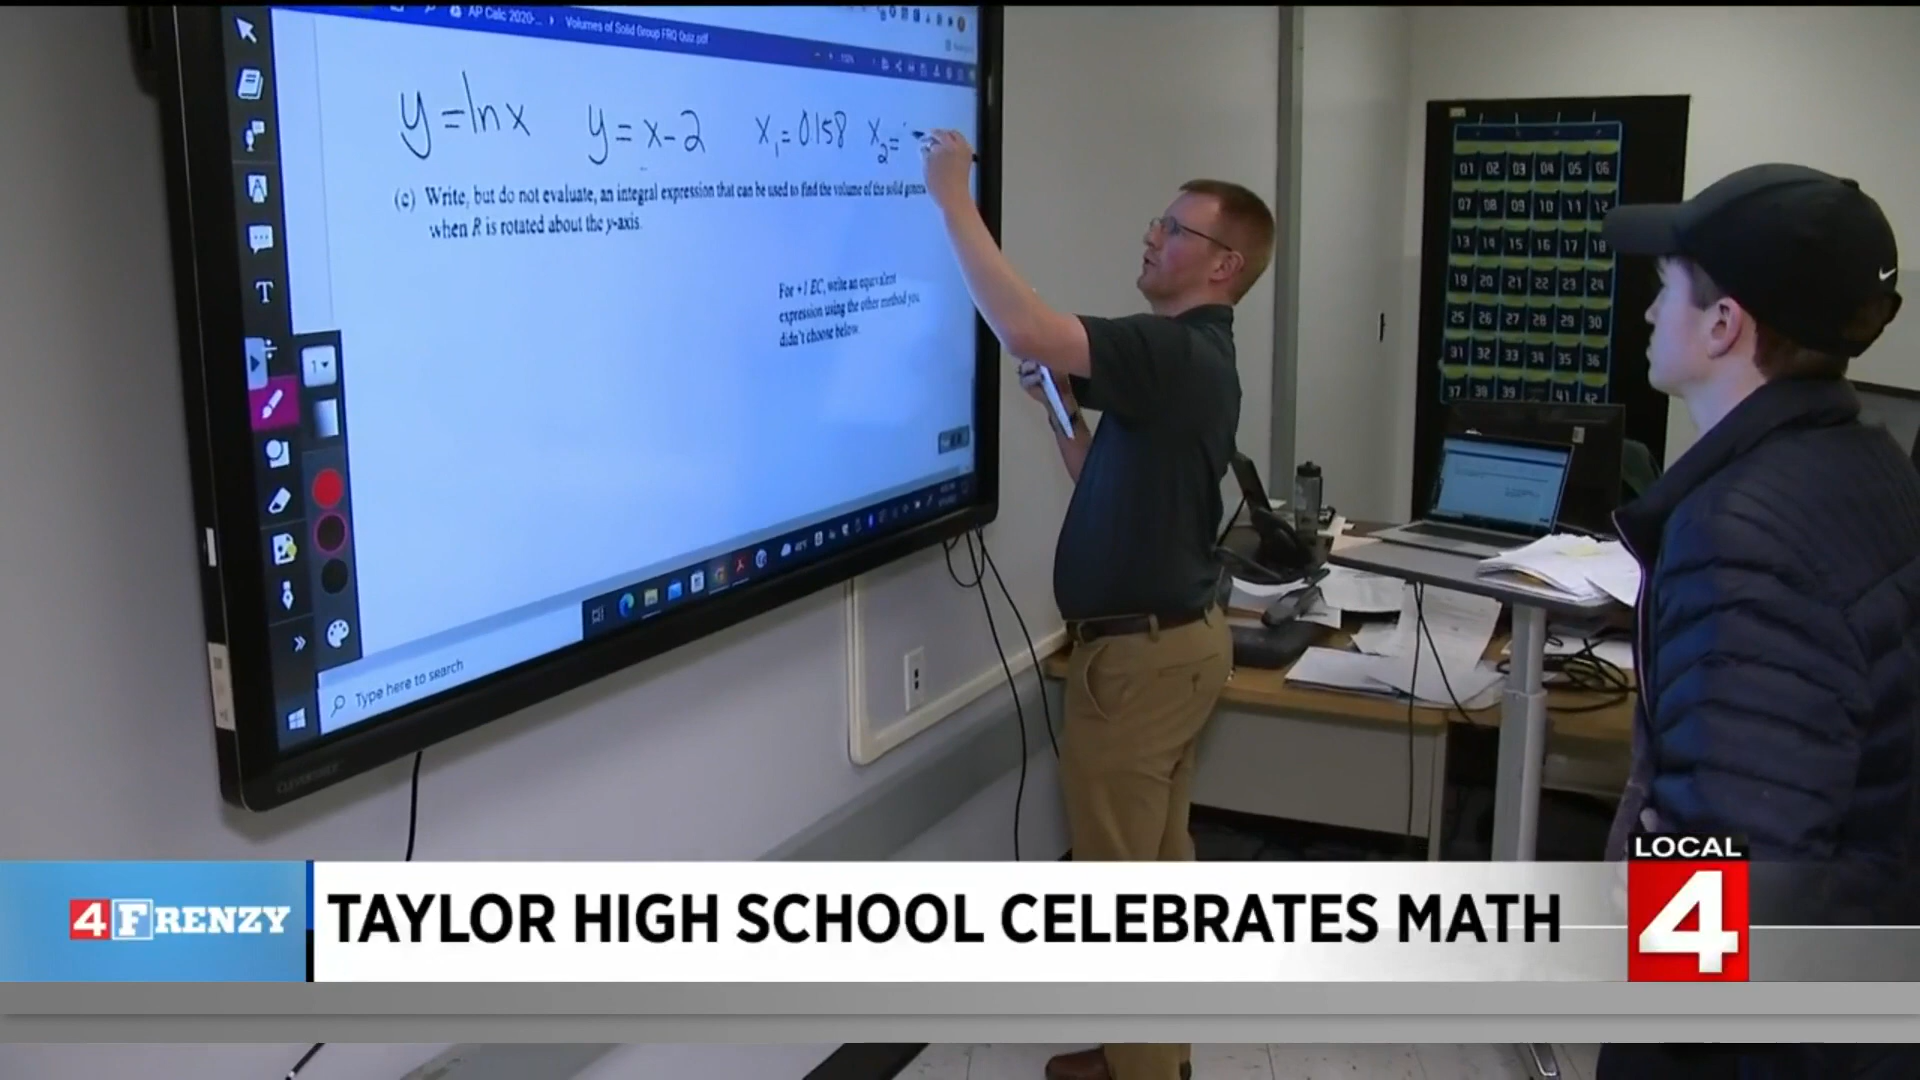 AP Calc 2020-... Volumes of Solid Group FRQ Quiz.pdf
y = ln x y = x - 2 x₁ = 0.158 x₂ =
(c) Write, but do not evaluate, an integral expression that can be used to find the volume of the solid
when R is rotated about the y-axis.
For +1 EC, write an equivalent
expression using the other method you
didn't choose below.
T
1
Type here to search
01 02 03 04 05 06
07 08 09 10 11 12
13 14 15 16 17 18
19 20 21 22 23 24
25 26 27 28 29 30
31 32 33 34 35 36
37 38 39 41 42
LOCAL
4
4 FRENZY
TAYLOR HIGH SCHOOL CELEBRATES MATH